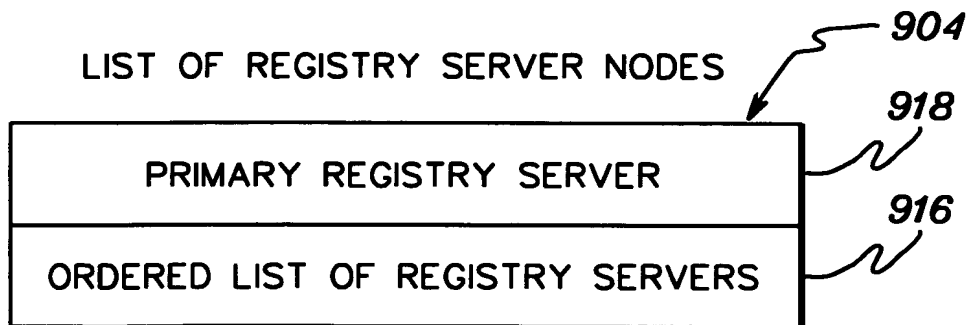 904
LIST OF REGISTRY SERVER NODES
918
PRIMARY REGISTRY SERVER
916
ORDERED LIST OF REGISTRY SERVERS